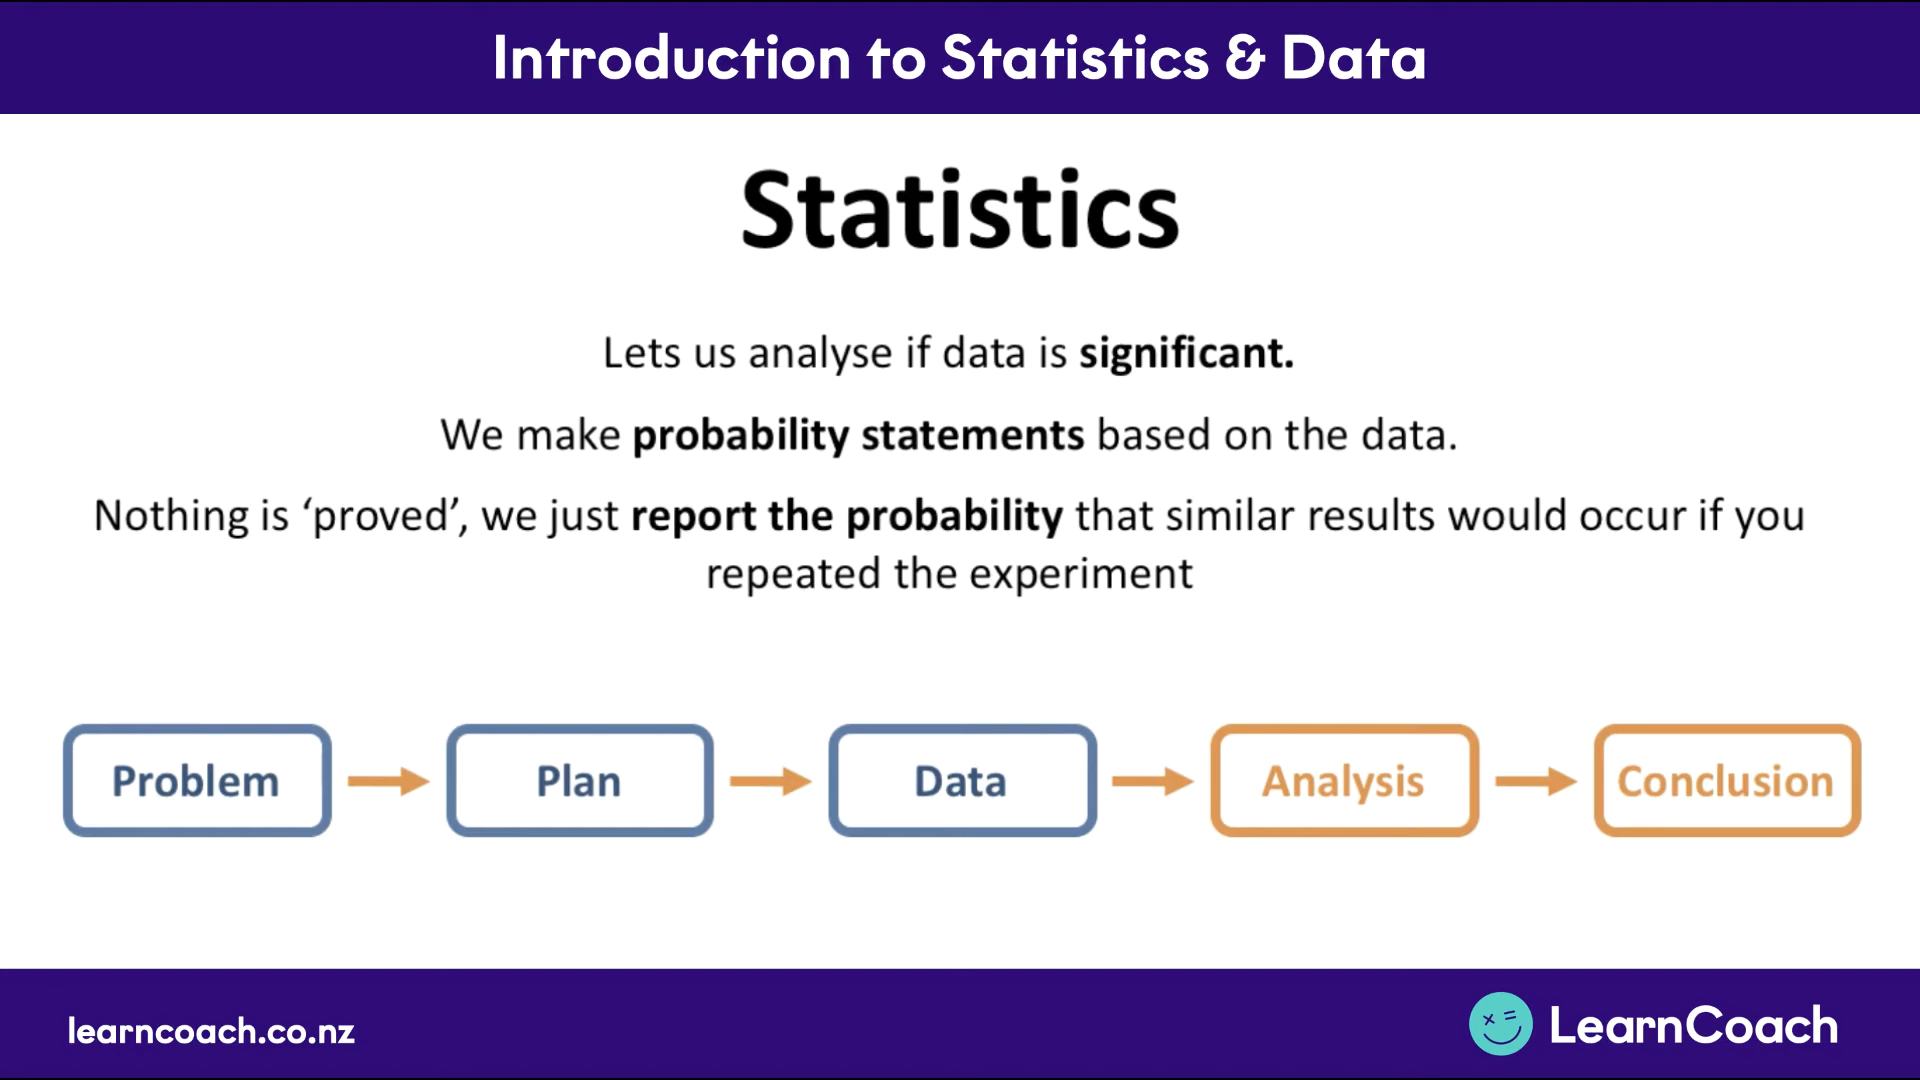 Introduction to Statistics & Data
Statistics
Lets us analyse if data is significant.
We make probability statements based on the data.
Nothing is ‘proved’, we just report the probability that similar results would occur if you
repeated the experiment
Problem
Plan
Data
Analysis
Conclusion
learncoach.co.nz
LearnCoach